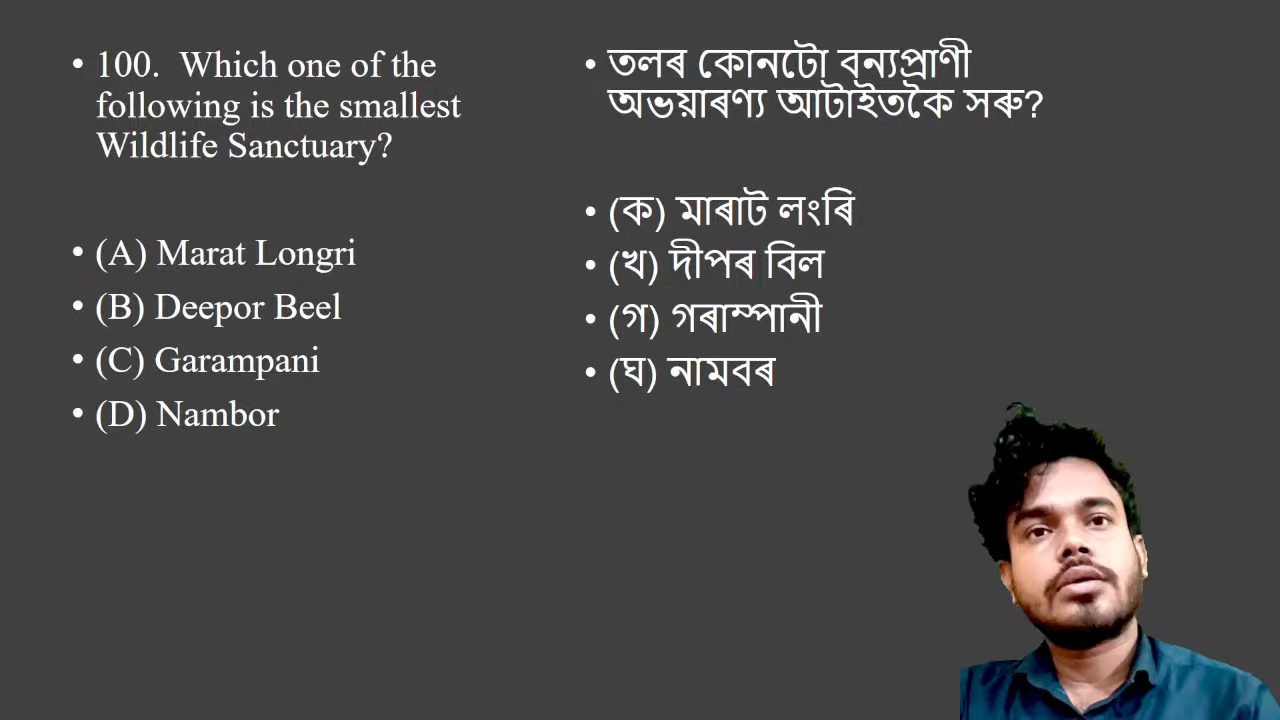 • 100. Which one of the
following is the smallest
Wildlife Sanctuary?
• (A) Marat Longri
• (B) Deepor Beel
• (C) Garampani
• (D) Nambor
• তলৰ কোনটো বন্যপ্ৰাণী
অভয়াৰণ্য আটাইতকৈ সৰু?
• (ক) মাৰাট লংৰি
• (খ) দীপৰ বিল
• (গ) গৰাম্পানী
• (ঘ) নামবৰ